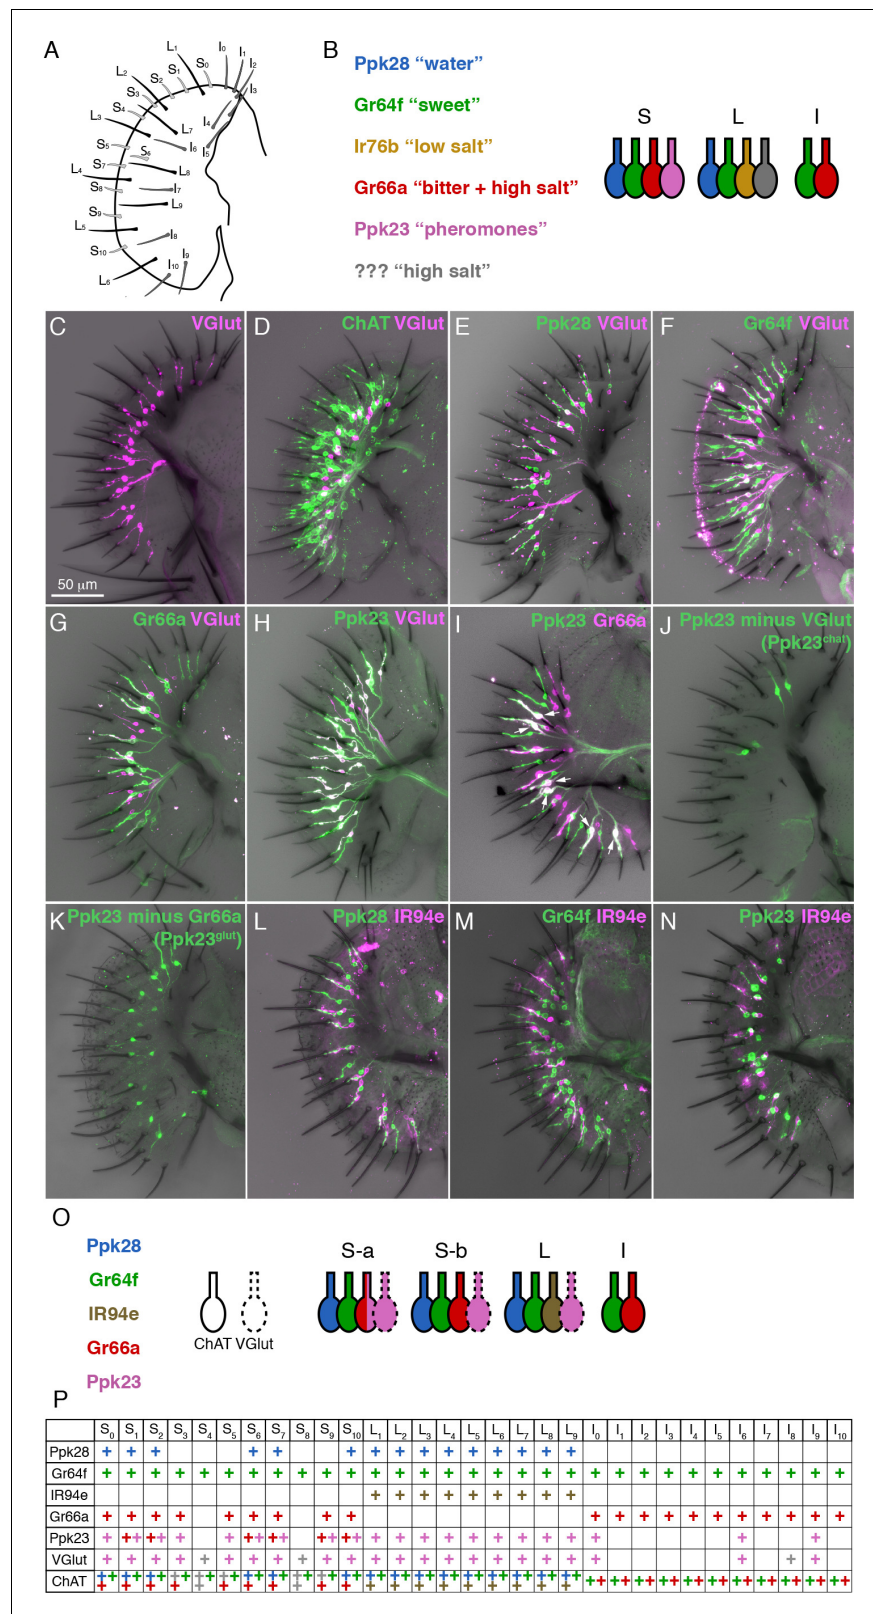 A
L1
S0
I0
I1
I2
I3
L2
S2
S1
S3
S4
L3
L7
I4
I6
I5
S5
S6
S7
L8
L4
S8
I7
L9
S9
L5
I8
S10
I9
L6
I10
B
Ppk28 “water”
Gr64f “sweet”
Ir76b “low salt”
Gr66a “bitter + high salt”
Ppk23 “pheromones”
??? “high salt”
S L I
C VGlut
50 µm
D ChAT VGlut
E Ppk28 VGlut
F Gr64f VGlut
G Gr66a VGlut
H Ppk23 VGlut
I Ppk23 Gr66a
J Ppk23 minus VGlut
(Ppk23chat)
K Ppk23 minus Gr66a
(Ppk23glut)
L Ppk28 IR94e
M Gr64f IR94e
N Ppk23 IR94e
O
Ppk28
Gr64f
IR94e
Gr66a
Ppk23
ChAT VGlut
S-a S-b L I
P
S0 S1 S2 S3 S4 S5 S6 S7 S8 S9 S10 L1 L2 L3 L4 L5 L6 L7 L8 L9 I0 I1 I2 I3 I4 I5 I6 I7 I8 I9 I10
Ppk28 + + + + + + + + + + + + + + +
Gr64f + + + + + + + + + + + + + + + + + + + + + + + + + + + + + + +
IR94e + + + + + + + + +
Gr66a + + + + + + + + + + + + + + + + + + + +
Ppk23 + ++ ++ + + ++ ++ ++ ++ + + + + + + + + + + + +
VGlut + + + + + + + + + + + + + + + + + + + + + + + +
ChAT ++++ ++++ ++++ ++++ +++ ++++ ++++ ++++ +++ ++++ ++++ +++ +++ +++ +++ +++ +++ +++ +++ +++ ++ ++ ++ ++ ++ ++ ++ ++ ++ ++ ++